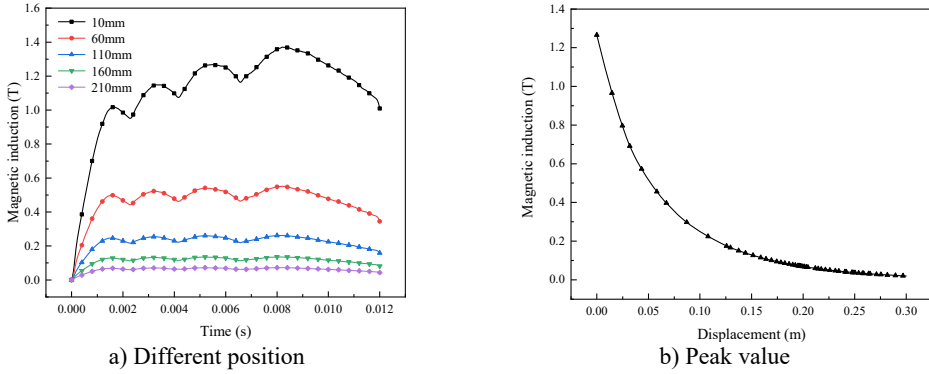 10mm
60mm
110mm
160mm
210mm
Magnetic induction (T)
1.6
1.4
1.2
1.0
0.8
0.6
0.4
0.2
0.0
0.000 0.002 0.004 0.006 0.008 0.010 0.012
Time (s)
a) Different position
Magnetic induction (T)
1.4
1.2
1.0
0.8
0.6
0.4
0.2
0.0
0.00 0.05 0.10 0.15 0.20 0.25 0.30
Displacement (m)
b) Peak value